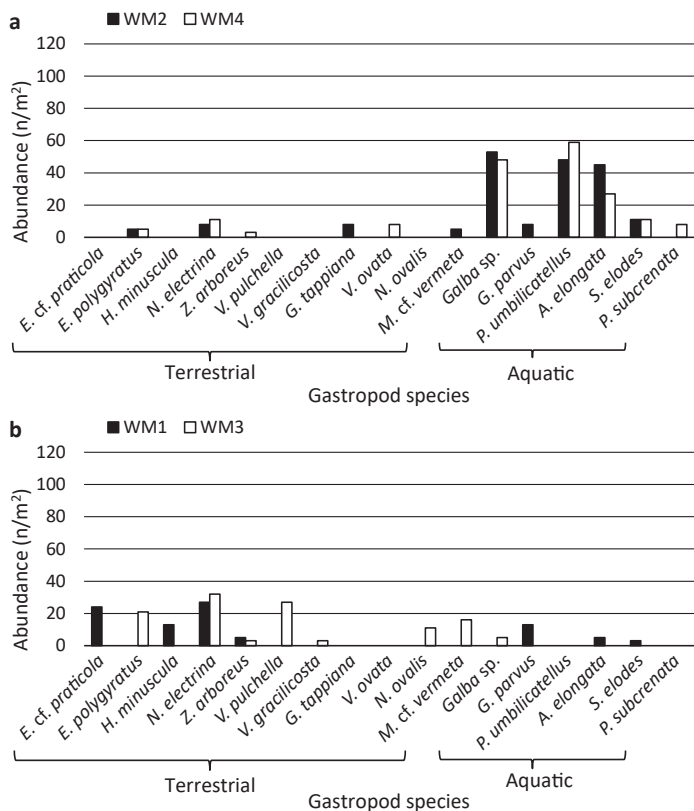 a
WM2 WM4
Abundance (n/m²)
120
100
80
60
40
20
0
E. cf. praticola
E. polygyratus
H. minuscula
N. electrina
Z. arboreus
V. pulchella
V. gracilicosta
G. tappiana
V. ovata
N. ovalis
M. cf. vermeta
Galba sp.
G. parvus
P. umbilicatellus
A. elongata
S. elodes
P. subcrenata
Terrestrial Aquatic
Gastropod species
b
WM1 WM3
Abundance (n/m²)
120
100
80
60
40
20
0
E. cf. praticola
E. polygyratus
H. minuscula
N. electrina
Z. arboreus
V. pulchella
V. gracilicosta
G. tappiana
V. ovata
N. ovalis
M. cf. vermeta
Galba sp.
G. parvus
P. umbilicatellus
A. elongata
S. elodes
P. subcrenata
Terrestrial Aquatic
Gastropod species